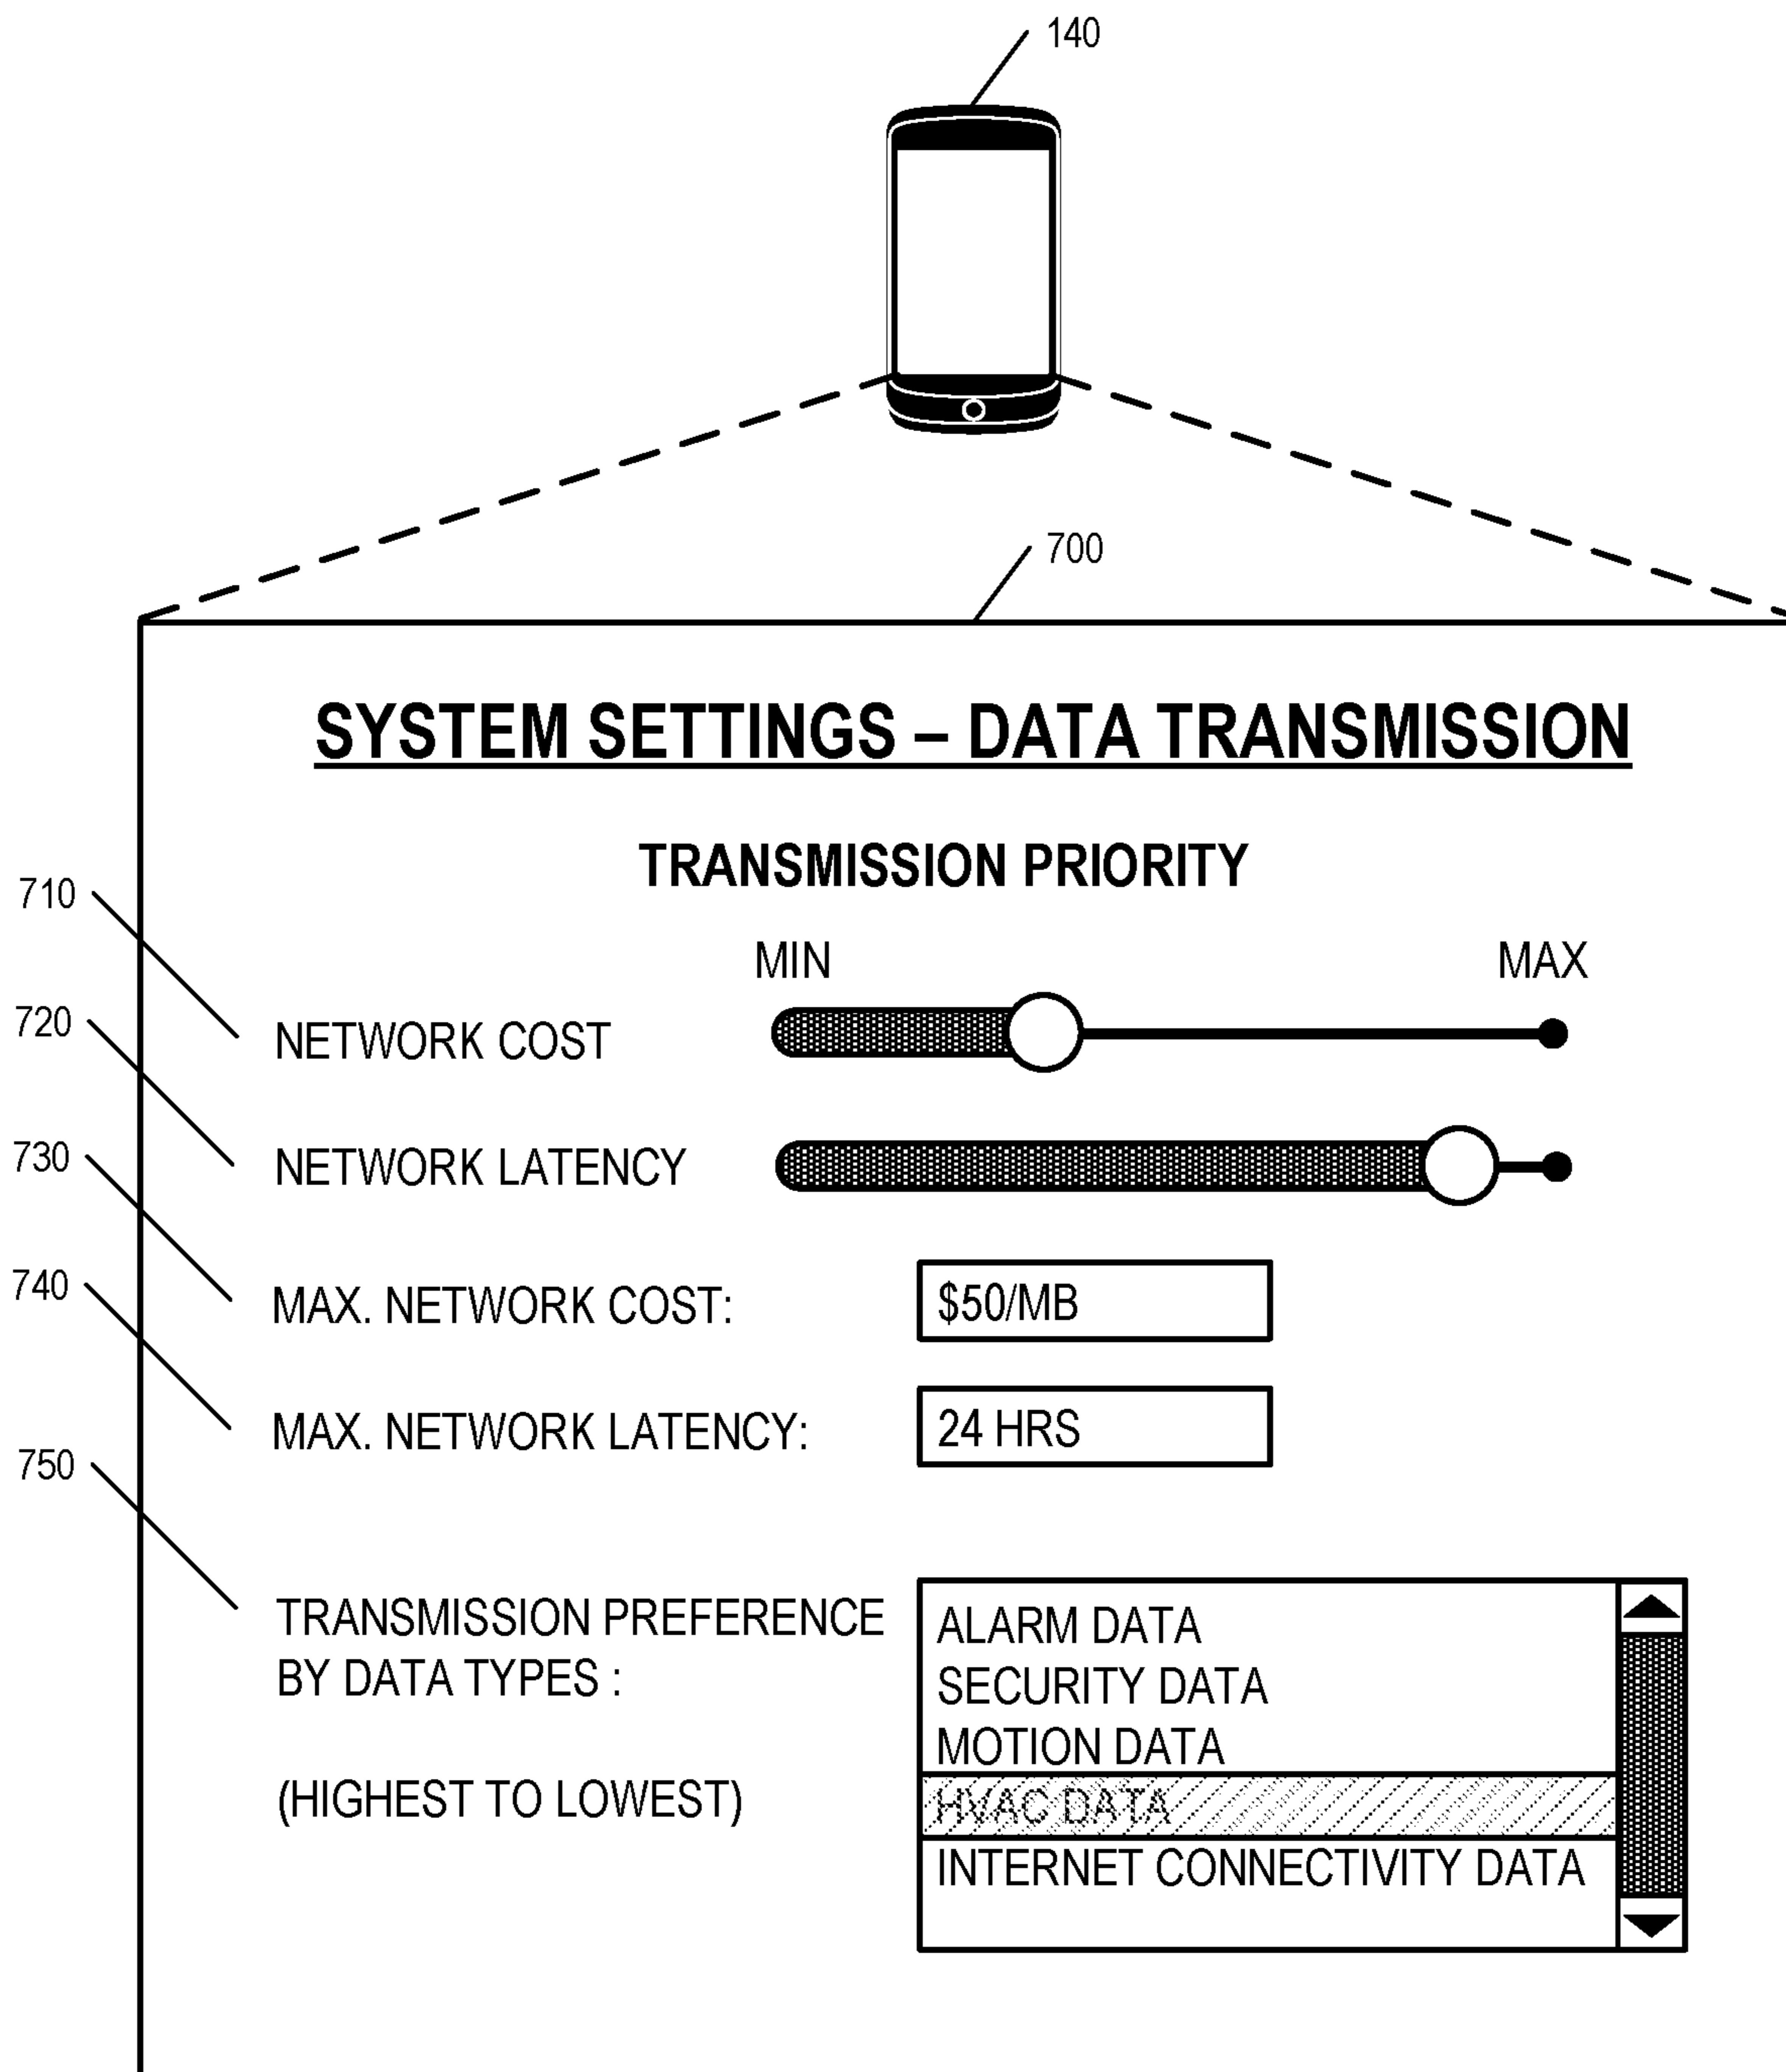 140
700
SYSTEM SETTINGS – DATA TRANSMISSION
TRANSMISSION PRIORITY
710
MIN MAX
720
NETWORK COST
730
NETWORK LATENCY
740
MAX. NETWORK COST: $50/MB
MAX. NETWORK LATENCY: 24 HRS
750
TRANSMISSION PREFERENCE
BY DATA TYPES :
(HIGHEST TO LOWEST)
ALARM DATA
SECURITY DATA
MOTION DATA
HVAC DATA
INTERNET CONNECTIVITY DATA